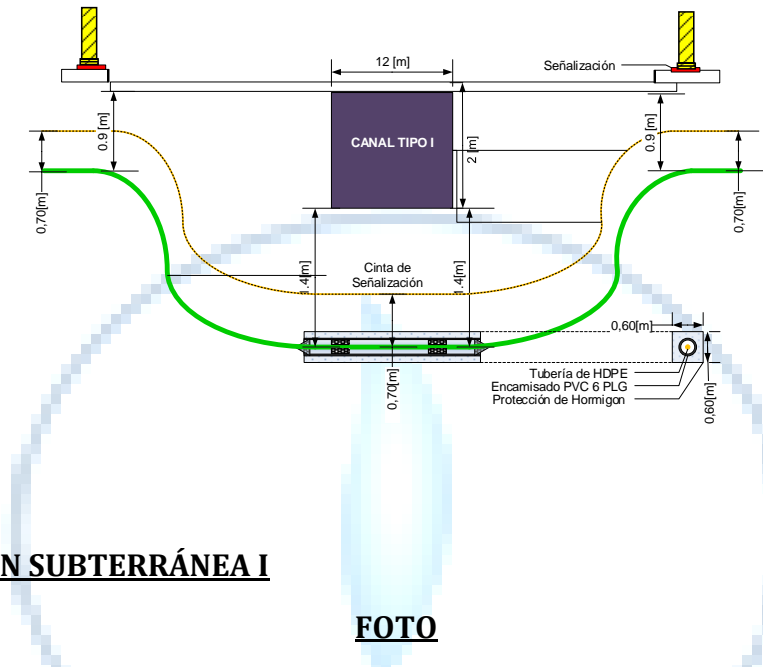 12 [m]
Señalización
0.9 [m]
CANAL TIPO I
2 [m]
0.9 [m]
0,70[m]
0,70[m]
Cinta de
Señalización
1.4[m]
1.4[m]
0,70[m]
0,60[m]
Tubería de HDPE
Encamisado PVC 6 PLG
Protección de Hormigon
0,60[m]
N SUBTERRÁNEA I
FOTO